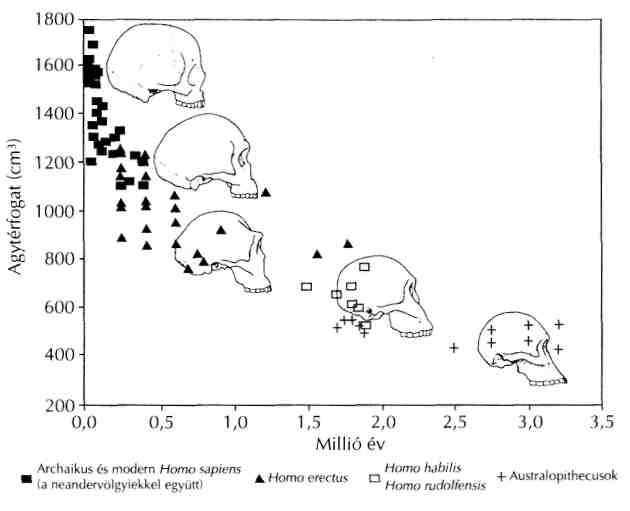 Agytérfogat (cm³)
1800
1600
1400
1200
1000
800
600
400
200
0,0
0,5
1,0
1,5
2,0
2,5
3,0
3,5
Millió év
Archaikus és modern Homo sapiens
(a neandervölgyiekkel együtt)
Homo erectus
Homo habilis
Homo rudolfensis
Australopithecusok